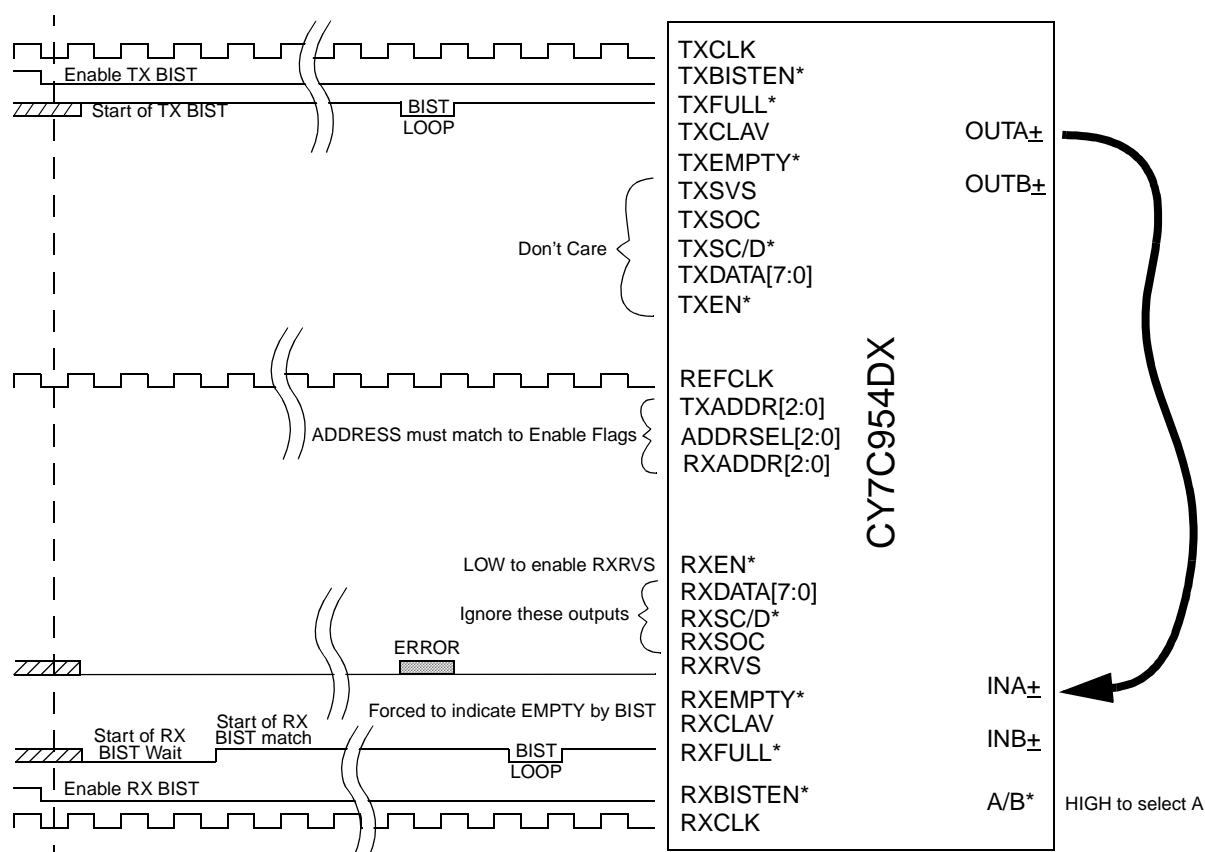 TXCLK
Enable TX BIST
TXBISTEN*
Start of TX BIST
BIST
LOOP
TXFULL*
TXCLAV
OUTA±
TXEMPTY*
TXSVS
OUTB±
TXSOC
Don't Care
TXSC/D*
TXDATA[7:0]
TXEN*
REFCLK
TXADDR[2:0]
ADDRESS must match to Enable Flags
ADDRSEL[2:0]
RXADDR[2:0]
CY7C954DX
LOW to enable RXRVS
RXEN*
RXDATA[7:0]
Ignore these outputs
RXSC/D*
RXSOC
ERROR
RXRVS
INA±
RXEMPTY*
Forced to indicate EMPTY by BIST
RXCLAV
Start of RX
BIST Wait
Start of RX
BIST match
BIST
LOOP
RXFULL*
INB±
Enable RX BIST
RXBISTEN*
A/B*
HIGH to select A
RXCLK